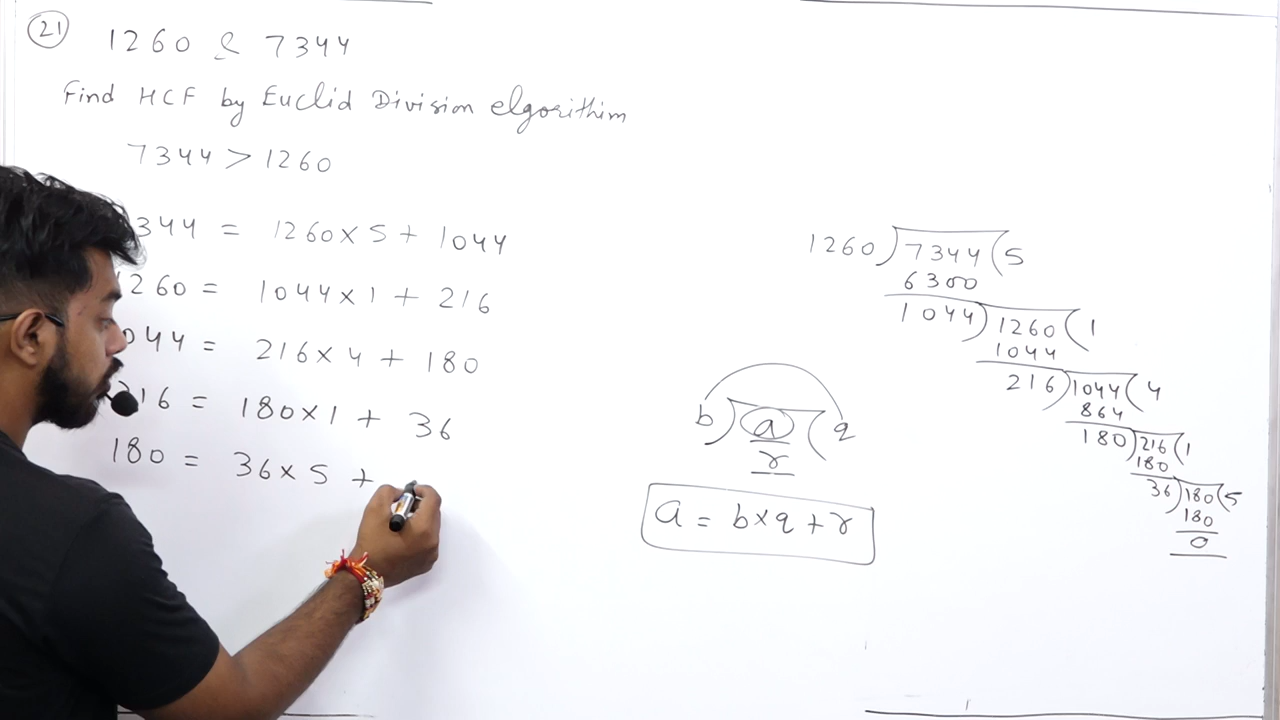 21
1260 & 7344
Find HCF by Euclid Division elgorithim
7344 > 1260
344 = 1260 × 5 + 1044
1260 = 1044 × 1 + 216
044 = 216 × 4 + 180
216 = 180 × 1 + 36
180 = 36 × 5 +
b ) a ( q
r
a = b × q + r
1260 ) 7344 ( 5
6300
1044 ) 1260 ( 1
1044
216 ) 1044 ( 4
864
180 ) 216 ( 1
180
36 ) 180 ( 5
180
0